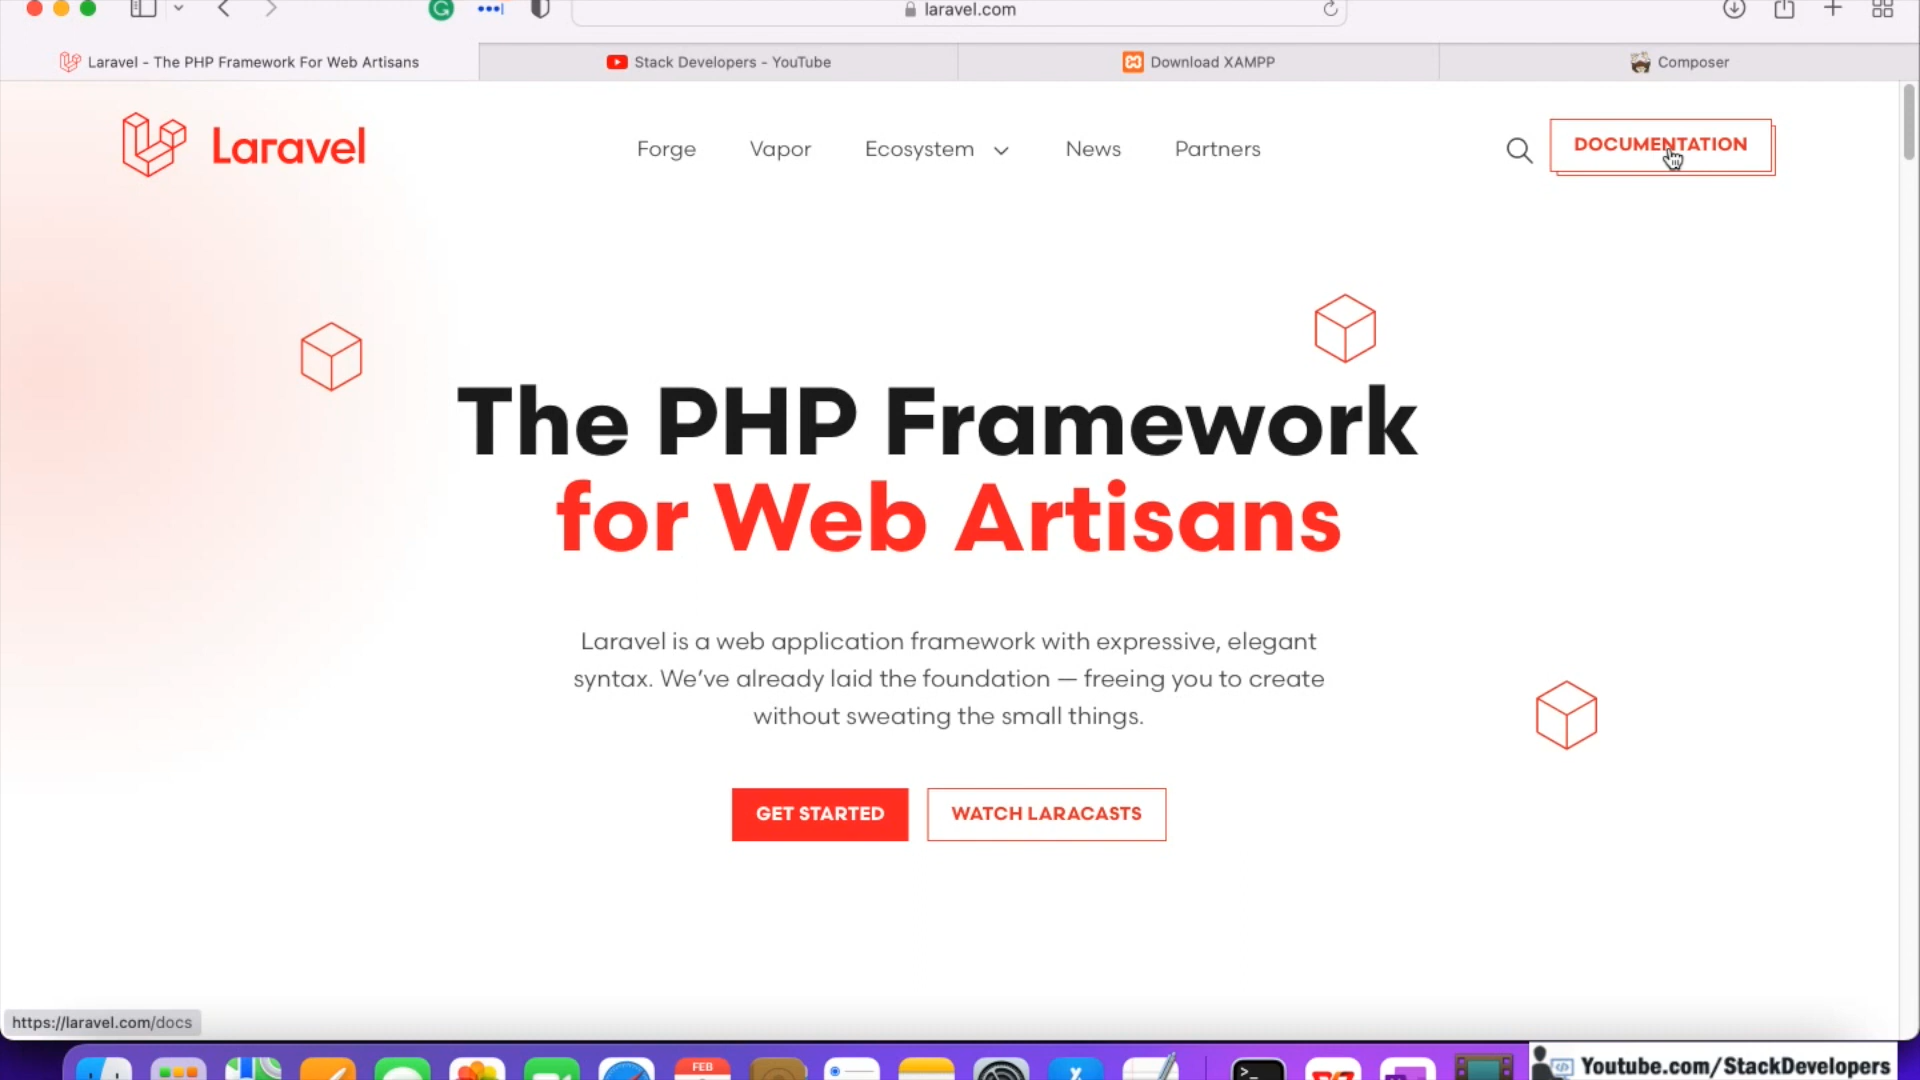 laravel.com
Laravel - The PHP Framework For Web Artisans
Stack Developers - YouTube
Download XAMPP
Composer
Laravel
Forge
Vapor
Ecosystem
News
Partners
DOCUMENTATION
The PHP Framework
for Web Artisans
Laravel is a web application framework with expressive, elegant
syntax. We’ve already laid the foundation — freeing you to create
without sweating the small things.
GET STARTED
WATCH LARACASTS
https://laravel.com/docs
FEB
Youtube.com/StackDevelopers